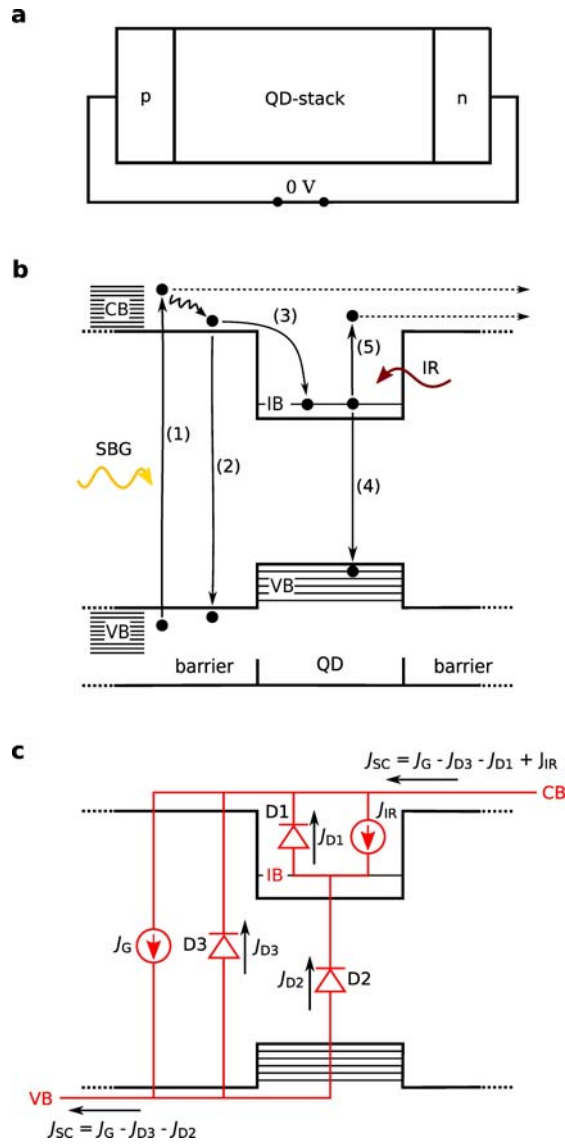 a
p QD-stack n
0 V
b
CB
(3)
(5)
IR
IB
(1)
SBG
(2)
(4)
VB
VB
barrier QD barrier
c
J_SC = J_G - J_D3 - J_D1 + J_IR
CB
D1 J_IR
J_D1
IB
J_G D3 J_D3
J_D2 D2
VB
J_SC = J_G - J_D3 - J_D2